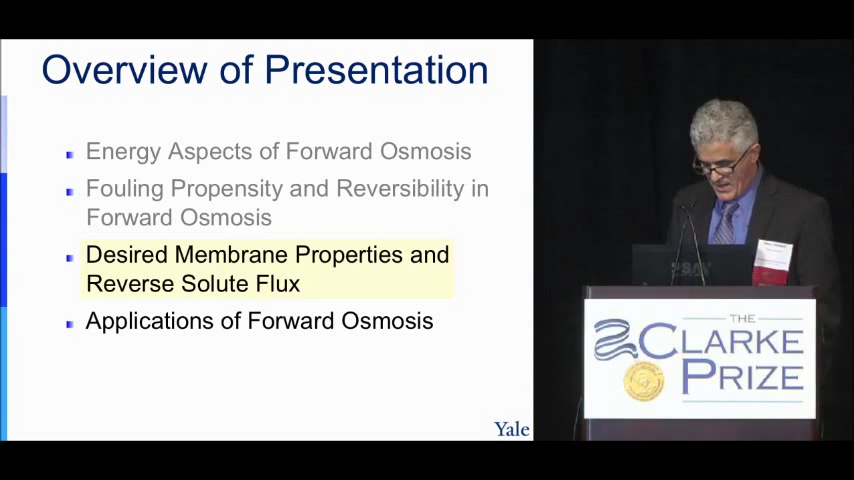 Overview of Presentation
Energy Aspects of Forward Osmosis
Fouling Propensity and Reversibility in
Forward Osmosis
Desired Membrane Properties and
Reverse Solute Flux
Applications of Forward Osmosis
Yale
THE
CLARKE
PRIZE